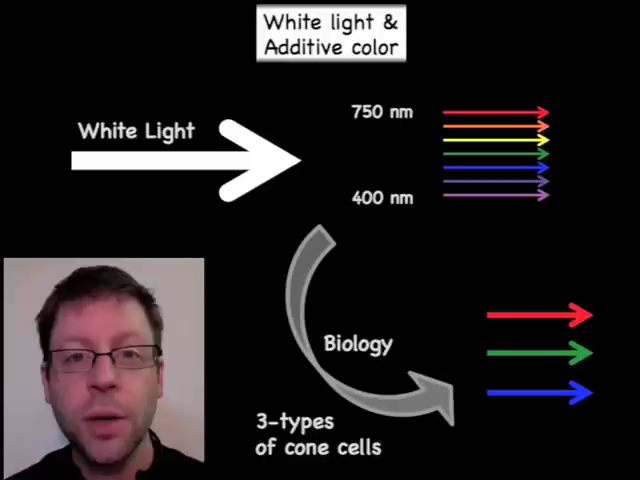 White light &
Additive color
White Light
750 nm
400 nm
Biology
3-types
of cone cells